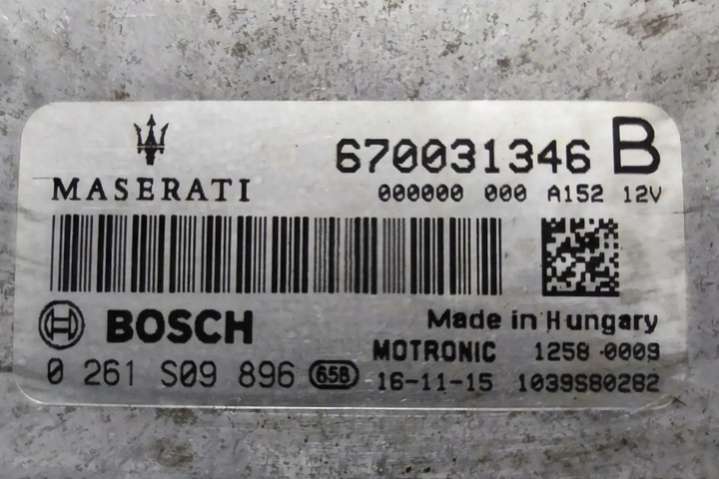 670031346 B
MASERATI
000000 000 A152 12V
BOSCH
Made in Hungary
MOTRONIC 1258 0009
0 261 S09 896 658 16-11-15 1039S80282